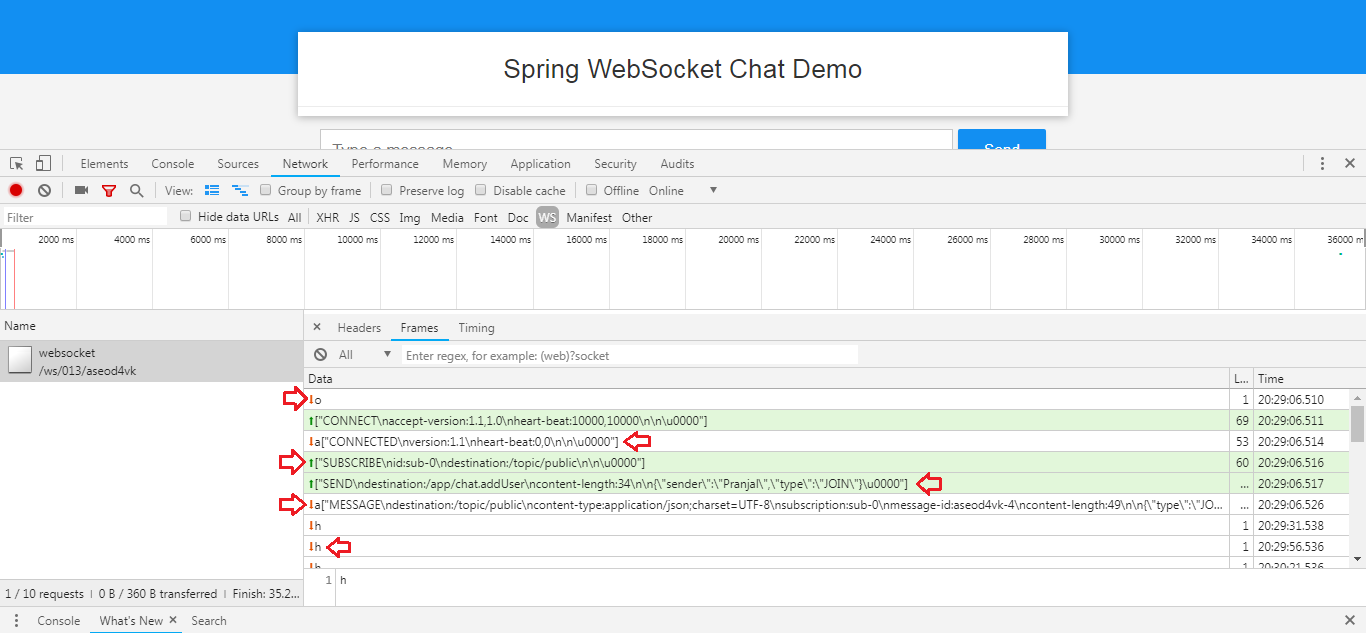 Spring WebSocket Chat Demo
Type a message... Send
Elements Console Sources Network Performance Memory Application Security Audits
View: Group by frame Preserve log Disable cache Offline Online
Filter Hide data URLs All XHR JS CSS Img Media Font Doc WS Manifest Other
2000 ms 4000 ms 6000 ms 8000 ms 10000 ms 12000 ms 14000 ms 16000 ms 18000 ms 20000 ms 22000 ms 24000 ms 26000 ms 28000 ms 30000 ms 32000 ms 34000 ms 36000 m
Name × Headers Frames Timing
websocket
/ws/013/aseod4vk
All Enter regex, for example: (web)?socket
Data L... Time
o 1 20:29:06.510
["CONNECT\naccept-version:1.1,1.0\nheart-beat:10000,10000\n\n\u0000"] 69 20:29:06.511
a["CONNECTED\nversion:1.1\nheart-beat:0,0\n\n\u0000"] 53 20:29:06.514
["SUBSCRIBE\nid:sub-0\ndestination:/topic/public\n\n\u0000"] 60 20:29:06.516
["SEND\ndestination:/app/chat.addUser\ncontent-length:34\n\n{\"sender\":\"Pranjal\",\"type\":\"JOIN\"}\u0000"] ... 20:29:06.517
a["MESSAGE\ndestination:/topic/public\ncontent-type:application/json;charset=UTF-8\nsubscription:sub-0\nmessage-id:aseod4vk-4\ncontent-length:49\n\n{\"type\":\"JO... ... 20:29:06.526
h 1 20:29:31.538
h 1 20:29:56.536
h 1 20:30:21.536
1 h
1 / 10 requests | 0 B / 360 B transferred | Finish: 35.2...
Console What's New × Search ×